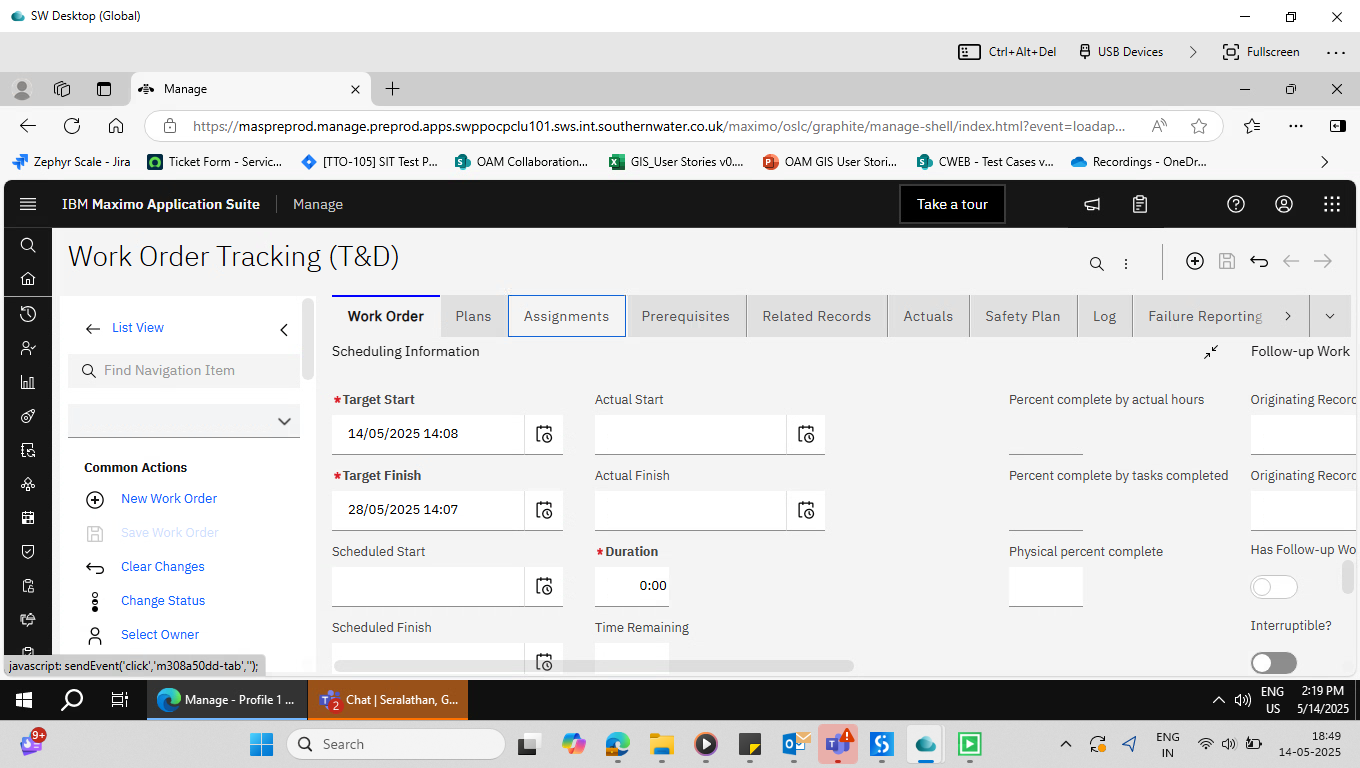 SW Desktop (Global)
Ctrl+Alt+Del
USB Devices
Fullscreen
Manage
https://maspreprod.manage.preprod.apps.swppocpclu101.sws.int.southernwater.co.uk/maximo/oslc/graphite/manage-shell/index.html?event=loadap...
Zephyr Scale - Jira
Ticket Form - Servic...
[TTO-105] SIT Test P...
OAM Collaboration...
GIS_User Stories v0....
OAM GIS User Stori...
CWEB - Test Cases v...
Recordings - OneDr...
IBM Maximo Application Suite
Manage
Take a tour
Work Order Tracking (T&D)
List View
Find Navigation Item
Common Actions
New Work Order
Save Work Order
Clear Changes
Change Status
Select Owner
Work Order
Plans
Assignments
Prerequisites
Related Records
Actuals
Safety Plan
Log
Failure Reporting
Scheduling Information
Follow-up Work
*Target Start
Actual Start
Percent complete by actual hours
Originating Recorc
14/05/2025 14:08
*Target Finish
Actual Finish
Percent complete by tasks completed
Originating Recorc
28/05/2025 14:07
Scheduled Start
*Duration
Physical percent complete
Has Follow-up Wo
0:00
Scheduled Finish
Time Remaining
Interruptible?
javascript: sendEvent('click','m308a50dd-tab','');
Manage - Profile 1 ...
2
Chat | Seralathan, G...
ENG
US
2:19 PM
5/14/2025
9+
Search
ENG
IN
18:49
14-05-2025